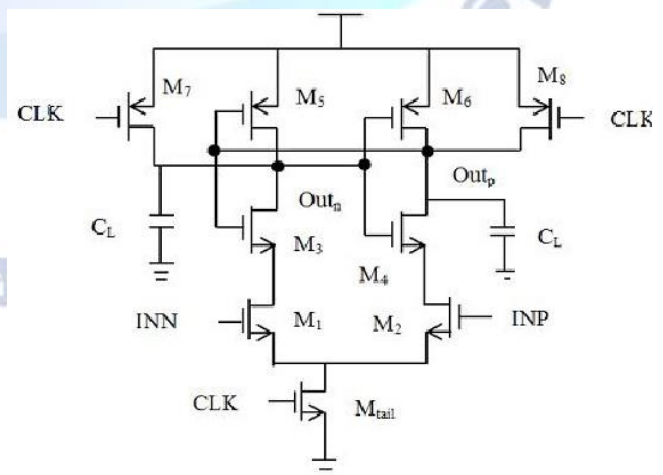 M7
M5
M6
M8
CLK
CLK
Outn
Outp
CL
M3
M4
CL
INN
M1
M2
INP
CLK
Mtail